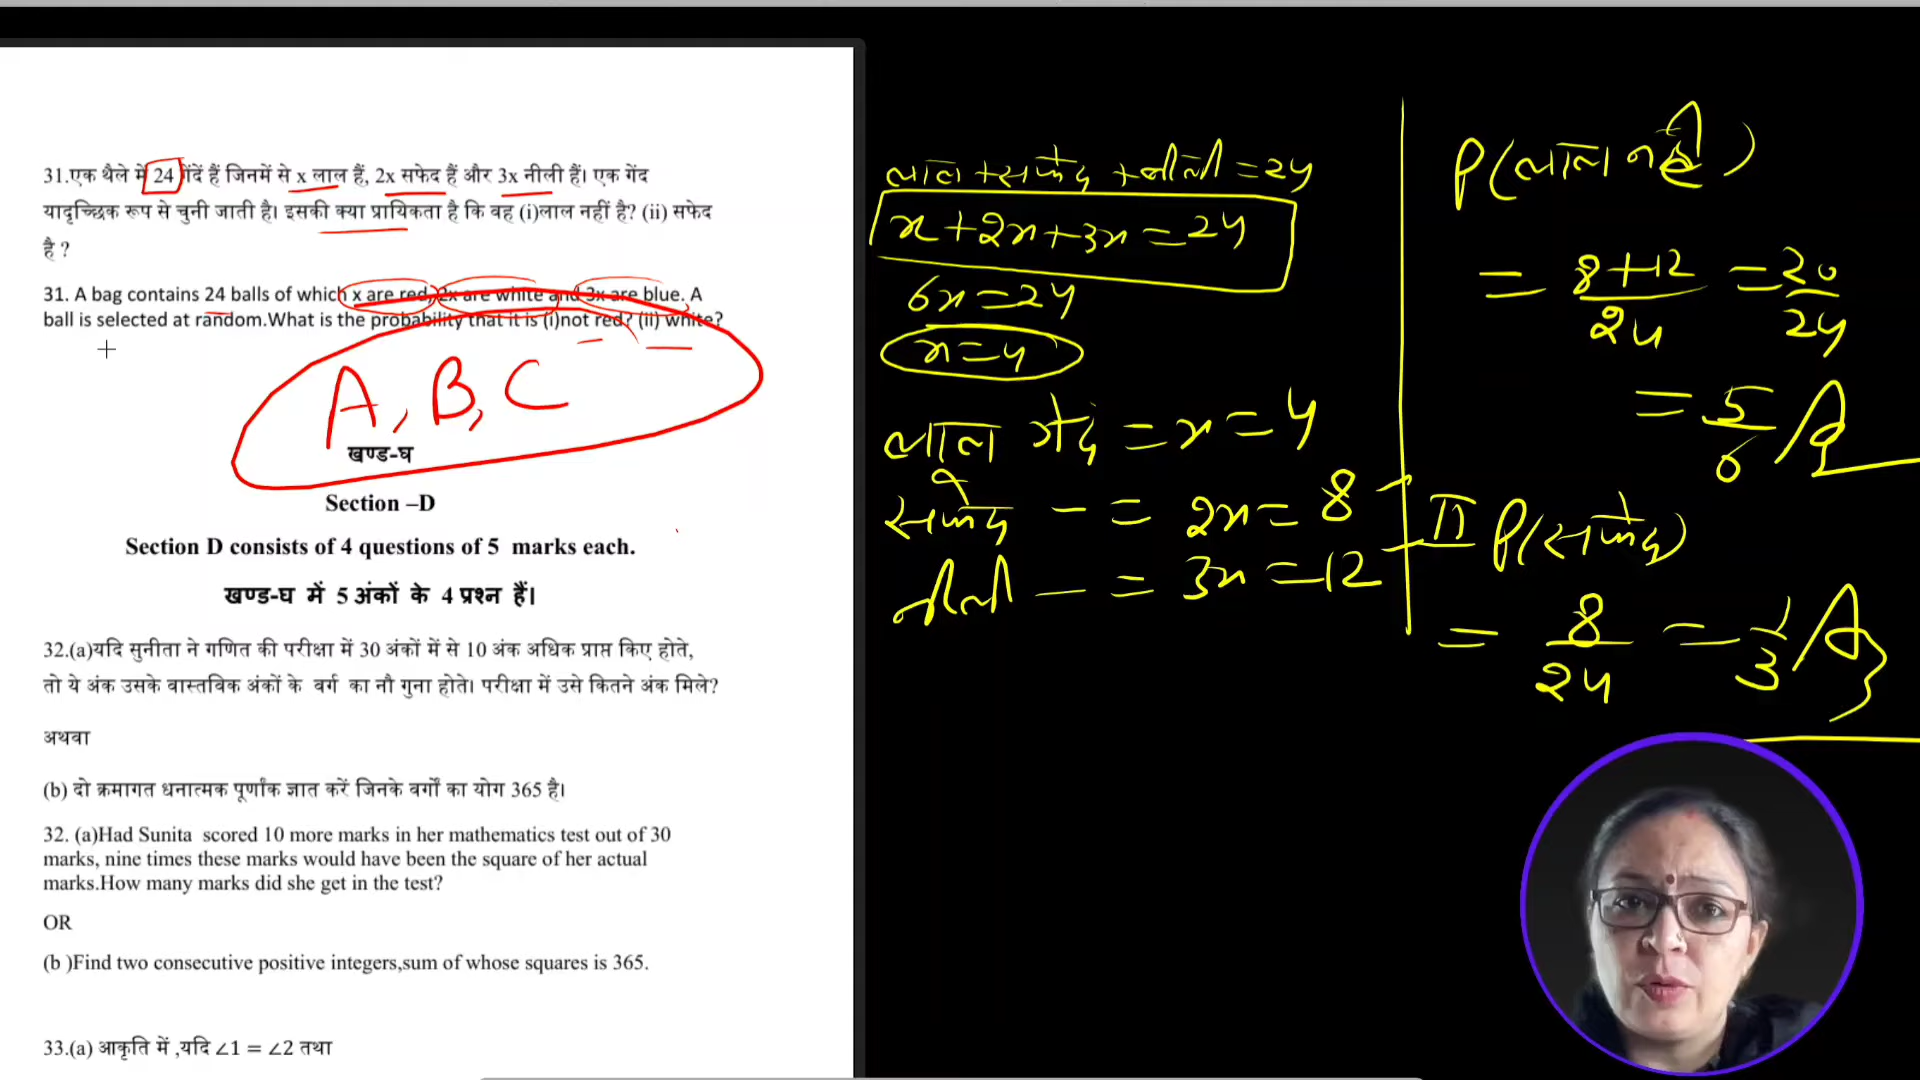 31.एक थैले में 24 गेंदें हैं जिनमें से x लाल हैं, 2x सफेद हैं और 3x नीली हैं। एक गेंद
यादृच्छिक रूप से चुनी जाती है। इसकी क्या प्रायिकता है कि वह (i)लाल नहीं है? (ii) सफेद
है ?
31. A bag contains 24 balls of which x are red, 2x are white and 3x are blue. A
ball is selected at random.What is the probability that it is (i)not red? (ii) white?
A, B, C
खण्ड-घ
Section –D
Section D consists of 4 questions of 5 marks each.
खण्ड-घ में 5 अंकों के 4 प्रश्न हैं।
32.(a)यदि सुनीता ने गणित की परीक्षा में 30 अंकों में से 10 अंक अधिक प्राप्त किए होते,
तो ये अंक उसके वास्तविक अंकों के वर्ग का नौ गुना होते। परीक्षा में उसे कितने अंक मिले?
अथवा
(b) दो क्रमागत धनात्मक पूर्णांक ज्ञात करें जिनके वर्गों का योग 365 है।
32. (a)Had Sunita scored 10 more marks in her mathematics test out of 30
marks, nine times these marks would have been the square of her actual
marks.How many marks did she get in the test?
OR
(b )Find two consecutive positive integers,sum of whose squares is 365.
33.(a) आकृति में ,यदि ∠1 = ∠2 तथा
लाल + सफेद + नीली = 24
x + 2x + 3x = 24
6x = 24
x = 4
लाल गेंद = x = 4
सफेद - = 2x = 8
नीली - = 3x = 12
P(लाल नहीं)
= 8+12/24 = 20/24
= 5/6 A
II P(सफेद)
= 8/24 = 1/3 A